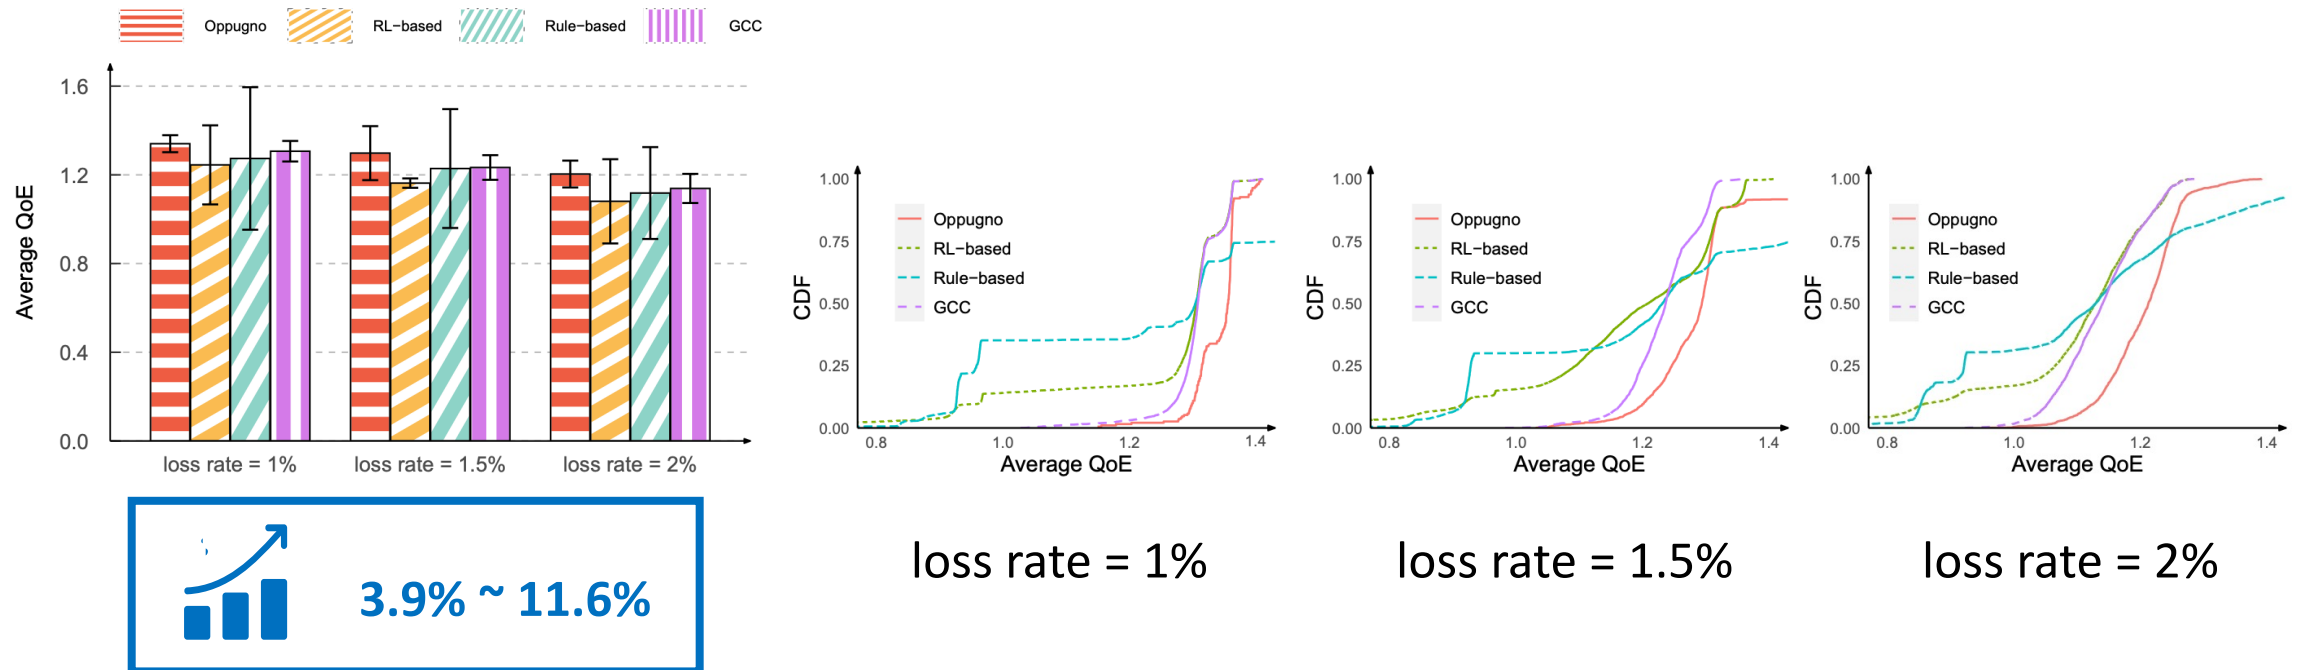 Oppugno RL−based Rule−based GCC
1.6
1.2
0.8
0.4
0.0
Average QoE
loss rate = 1% loss rate = 1.5% loss rate = 2%
3.9% ~ 11.6%
1.00
0.75
0.50
0.25
0.00
CDF
Oppugno
RL−based
Rule−based
GCC
0.8 1.0 1.2 1.4
Average QoE
loss rate = 1%
1.00
0.75
0.50
0.25
0.00
CDF
Oppugno
RL−based
Rule−based
GCC
0.8 1.0 1.2 1.4
Average QoE
loss rate = 1.5%
1.00
0.75
0.50
0.25
0.00
CDF
Oppugno
RL−based
Rule−based
GCC
0.8 1.0 1.2 1.4
Average QoE
loss rate = 2%